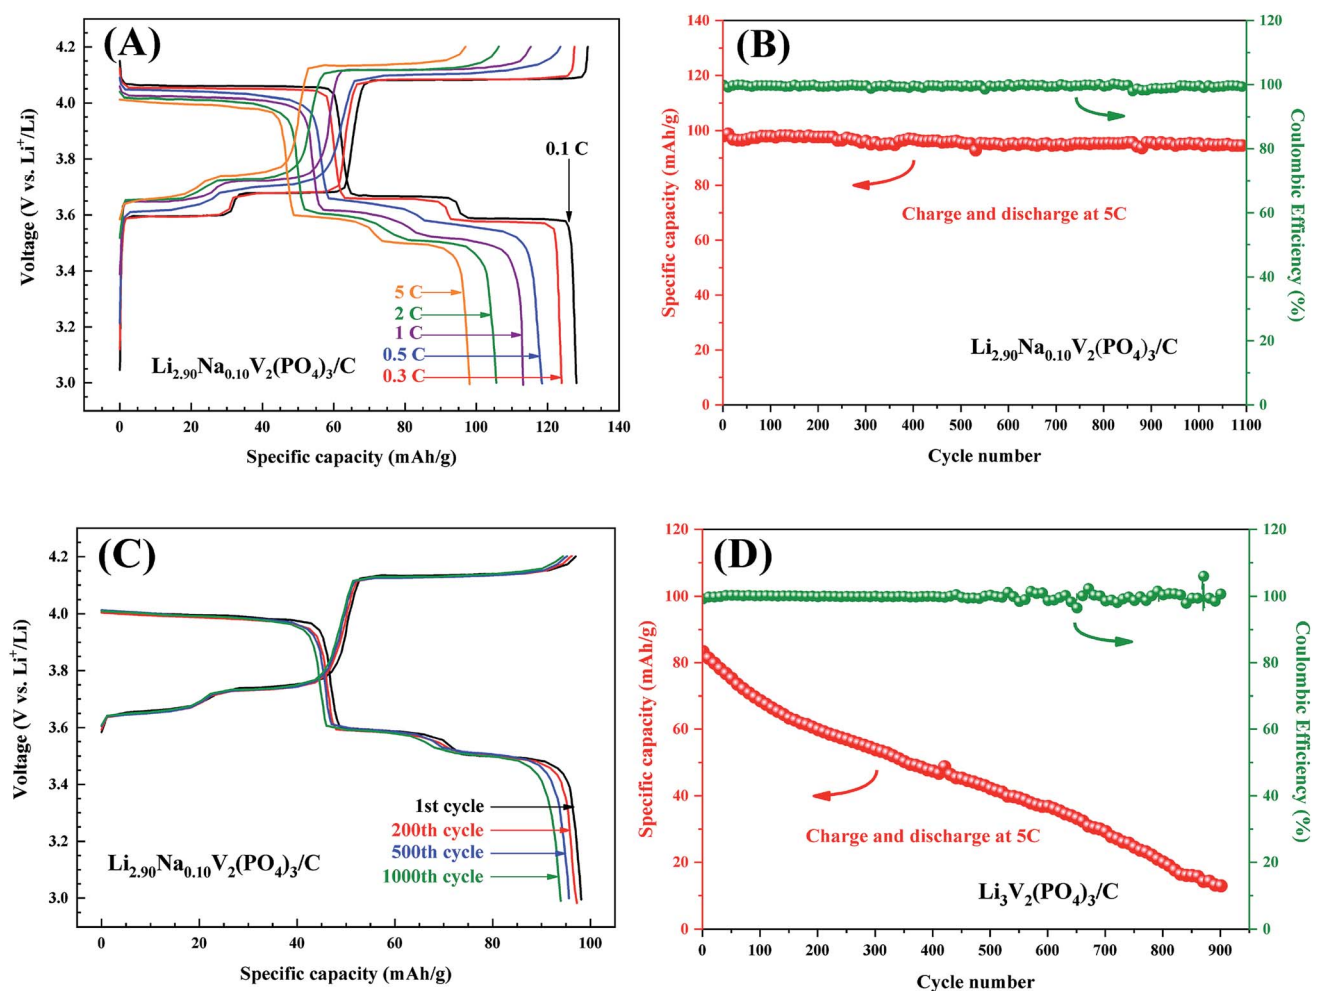 (A)
4.2
4.0
3.8
3.6
3.4
3.2
3.0
Voltage (V vs. Li⁺/Li)
0.1 C
5 C
2 C
1 C
0.5 C
0.3 C
Li₂.₉₀Na₀.₁₀V₂(PO₄)₃/C
0 20 40 60 80 100 120 140
Specific capacity (mAh/g)
(B)
140
120
100
80
60
40
20
0
Specific capacity (mAh/g)
120
100
80
60
40
20
0
Coulombic Efficiency (%)
Charge and discharge at 5C
Li₂.₉₀Na₀.₁₀V₂(PO₄)₃/C
0 100 200 300 400 500 600 700 800 900 1000 1100
Cycle number
(C)
4.2
4.0
3.8
3.6
3.4
3.2
3.0
Voltage (V vs. Li⁺/Li)
1st cycle
200th cycle
500th cycle
1000th cycle
Li₂.₉₀Na₀.₁₀V₂(PO₄)₃/C
0 20 40 60 80 100
Specific capacity (mAh/g)
(D)
120
100
80
60
40
20
0
Specific capacity (mAh/g)
120
100
80
60
40
20
0
Coulombic Efficiency (%)
Charge and discharge at 5C
Li₃V₂(PO₄)₃/C
0 100 200 300 400 500 600 700 800 900
Cycle number